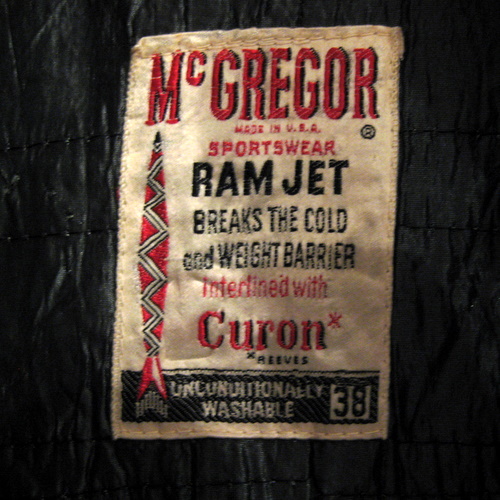 McGREGOR
®
MADE IN U.S.A.
SPORTSWEAR
RAM JET
BREAKS THE COLD
and WEIGHT BARRIER
interlined with
Curon*
*REEVES
UNCONDITIONALLY
WASHABLE
38